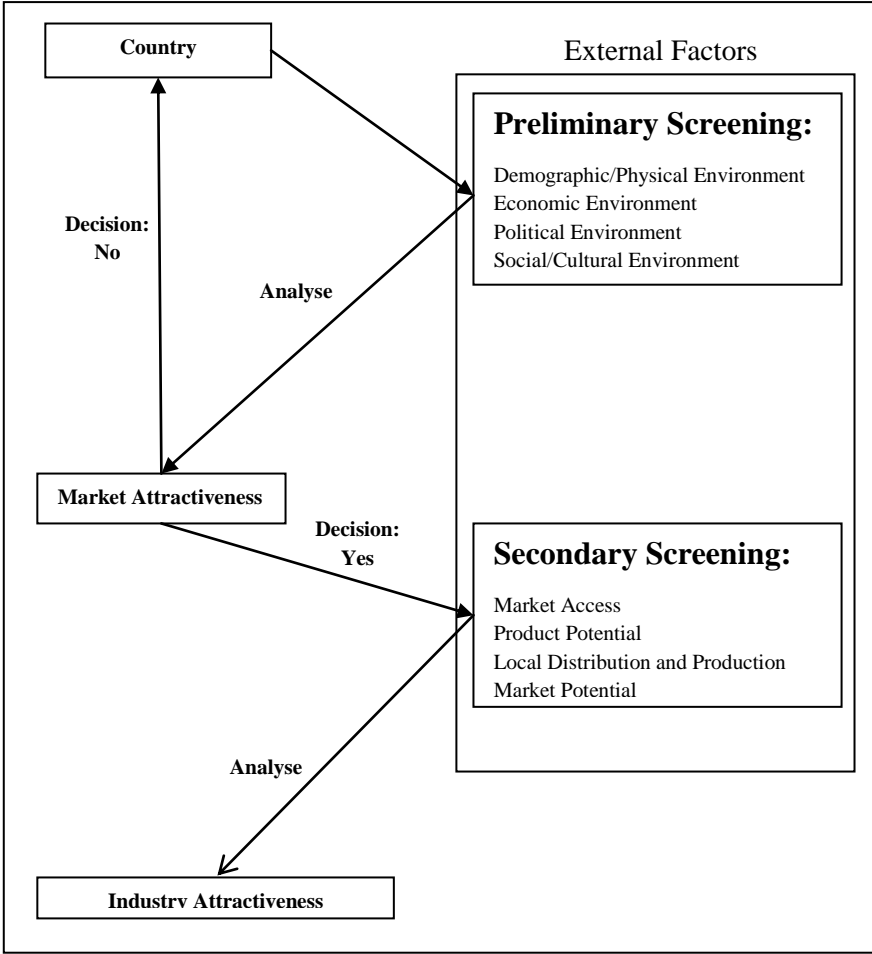 Country
External Factors
Preliminary Screening:
Demographic/Physical Environment
Economic Environment
Political Environment
Social/Cultural Environment
Decision:
No
Analyse
Market Attractiveness
Decision:
Yes
Secondary Screening:
Market Access
Product Potential
Local Distribution and Production
Market Potential
Analyse
Industry Attractiveness